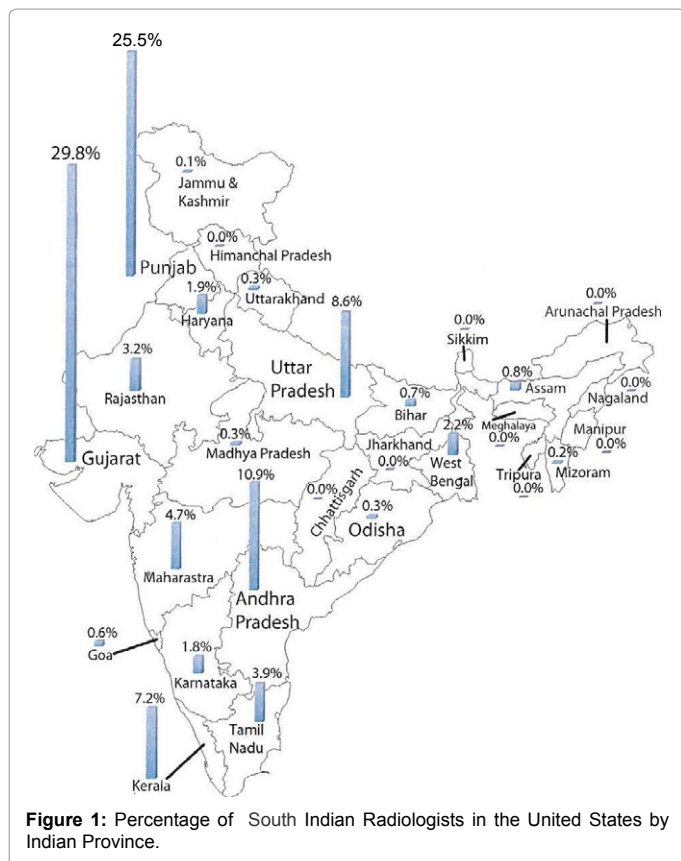 25.5%
29.8%
0.1%
Jammu &
Kashmir
0.0%
Himanchal Pradesh
Punjab
1.9%
Haryana
0.3%
Uttarakhand
8.6%
0.0%
Sikkim
0.0%
Arunachal Pradesh
3.2%
Rajasthan
Uttar
Pradesh
0.7%
Bihar
0.8%
Assam
0.0%
Nagaland
Meghalaya
0.0%
Manipur
0.0%
Gujarat
0.3%
Madhya Pradesh
Jharkhand
0.0%
2.2%
West
Bengal
Tripura
0.0%
0.2%
Mizoram
10.9%
0.0%
Chhattisgarh
0.3%
Odisha
4.7%
Maharastra
Andhra
Pradesh
0.6%
Goa
1.8%
Karnataka
3.9%
Tamil
Nadu
7.2%
Kerala
Figure 1: Percentage of South Indian Radiologists in the United States by
Indian Province.